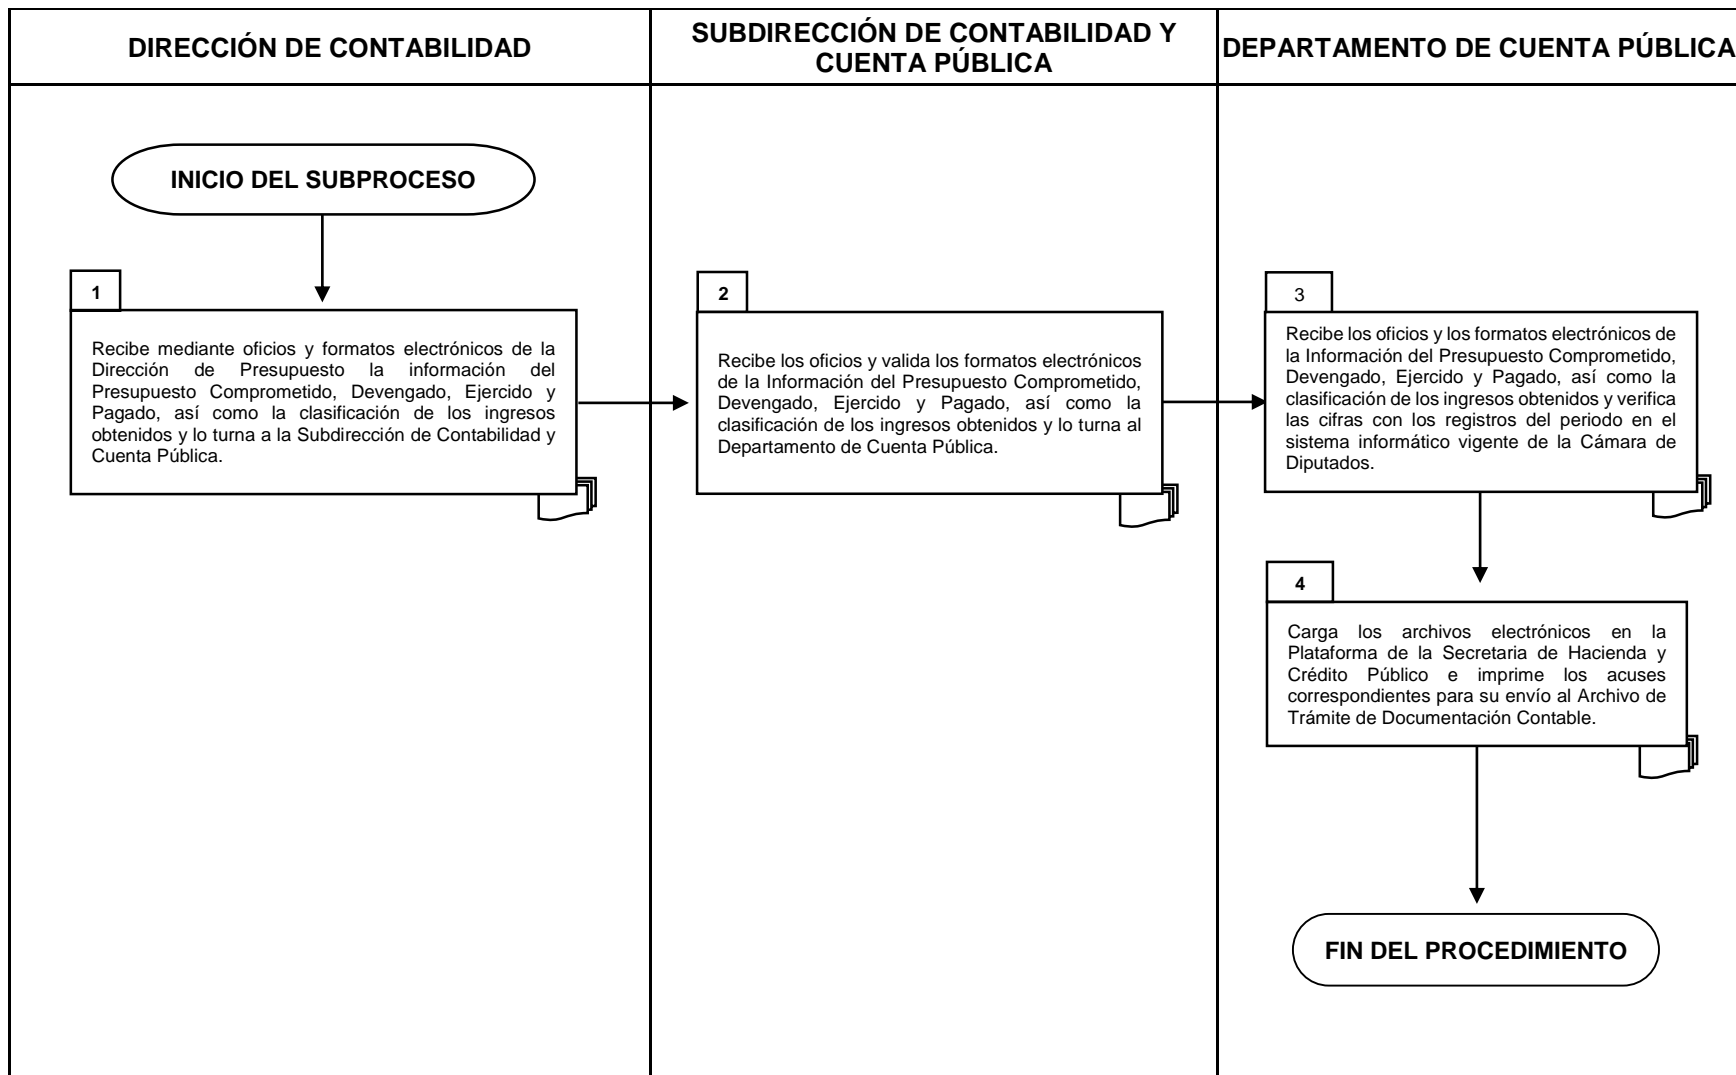 DIRECCIÓN DE CONTABILIDAD
SUBDIRECCIÓN DE CONTABILIDAD Y
CUENTA PÚBLICA
DEPARTAMENTO DE CUENTA PÚBLICA
INICIO DEL SUBPROCESO
1
Recibe mediante oficios y formatos electrónicos de la
Dirección de Presupuesto la información del
Presupuesto Comprometido, Devengado, Ejercido y
Pagado, así como la clasificación de los ingresos
obtenidos y lo turna a la Subdirección de Contabilidad y
Cuenta Pública.
2
Recibe los oficios y valida los formatos electrónicos
de la Información del Presupuesto Comprometido,
Devengado, Ejercido y Pagado, así como la
clasificación de los ingresos obtenidos y lo turna al
Departamento de Cuenta Pública.
3
Recibe los oficios y los formatos electrónicos de
la Información del Presupuesto Comprometido,
Devengado, Ejercido y Pagado, así como la
clasificación de los ingresos obtenidos y verifica
las cifras con los registros del periodo en el
sistema informático vigente de la Cámara de
Diputados.
4
Carga los archivos electrónicos en la
Plataforma de la Secretaria de Hacienda y
Crédito Público e imprime los acuses
correspondientes para su envío al Archivo de
Trámite de Documentación Contable.
FIN DEL PROCEDIMIENTO